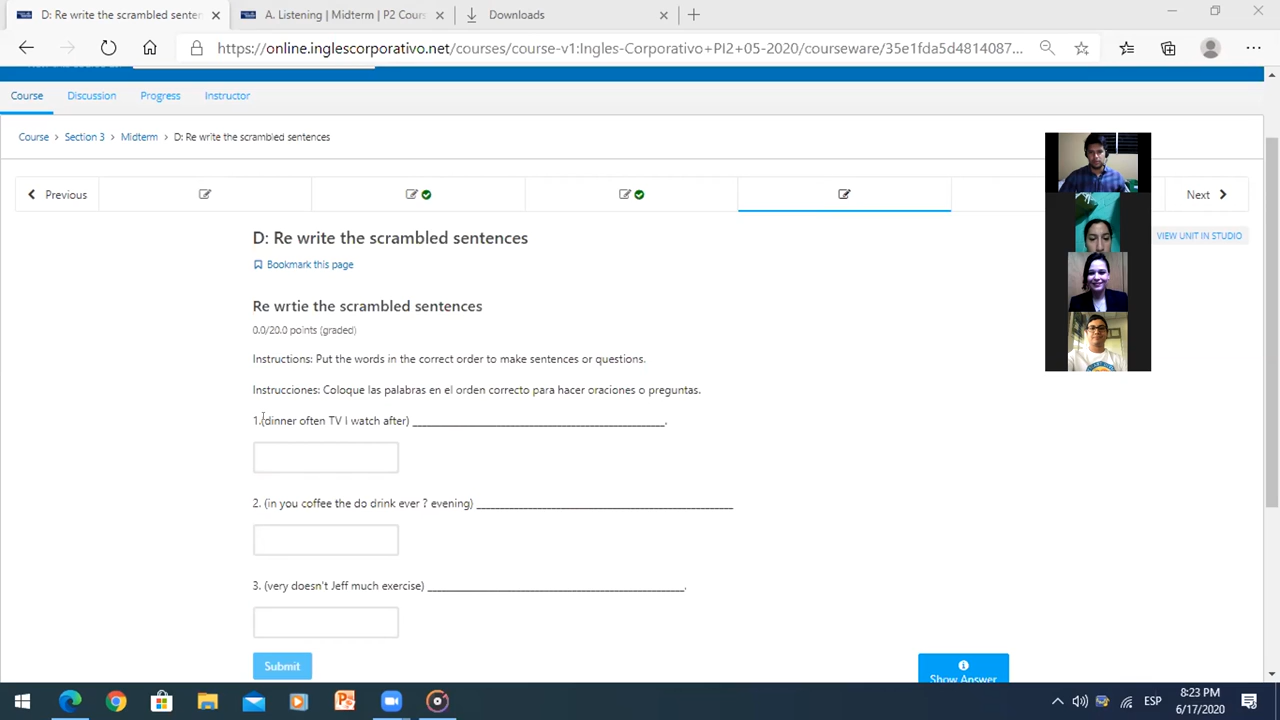 D: Re write the scrambled senten
A. Listening | Midterm | P2 Cours
Downloads
https://online.inglescorporativo.net/courses/course-v1:Ingles-Corporativo+PI2+05-2020/courseware/35e1fda5d4814087...
Course
Discussion
Progress
Instructor
Course > Section 3 > Midterm > D: Re write the scrambled sentences
Previous
Next
VIEW UNIT IN STUDIO
D: Re write the scrambled sentences
Bookmark this page
Re wrtie the scrambled sentences
0.0/20.0 points (graded)
Instructions: Put the words in the correct order to make sentences or questions.
Instrucciones: Coloque las palabras en el orden correcto para hacer oraciones o preguntas.
1.(dinner often TV I watch after) ______________________________________________.
2. (in you coffee the do drink ever ? evening) ______________________________________________
3. (very doesn't Jeff much exercise) ______________________________________________.
Submit
Show Answer
ESP
8:23 PM
6/17/2020